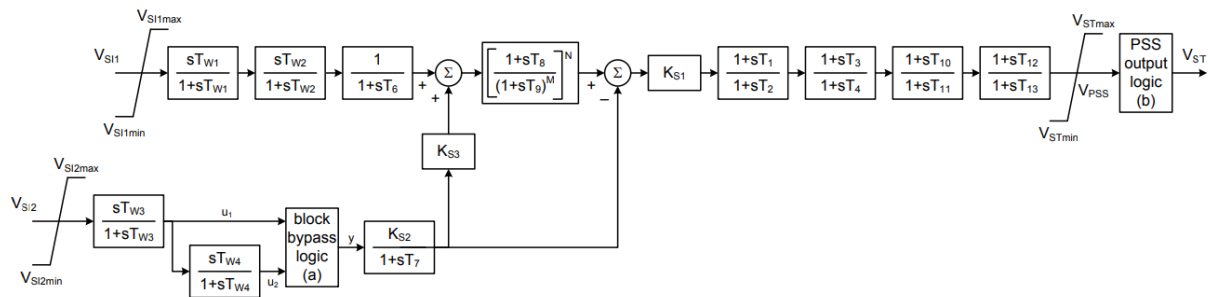 V_SI1max
V_SI1
V_SI1min
sT_W1
1+sT_W1
sT_W2
1+sT_W2
1
1+sT_6
+
+
Σ
[ 1+sT_8
(1+sT_9)^M ]^N
+
−
Σ
K_S1
1+sT_1
1+sT_2
1+sT_3
1+sT_4
1+sT_10
1+sT_11
1+sT_12
1+sT_13
V_STmax
V_STmin
V_PSS
PSS
output
logic
(b)
V_ST
K_S3
V_SI2max
V_SI2
V_SI2min
sT_W3
1+sT_W3
u_1
sT_W4
1+sT_W4
u_2
block
bypass
logic
(a)
y
K_S2
1+sT_7